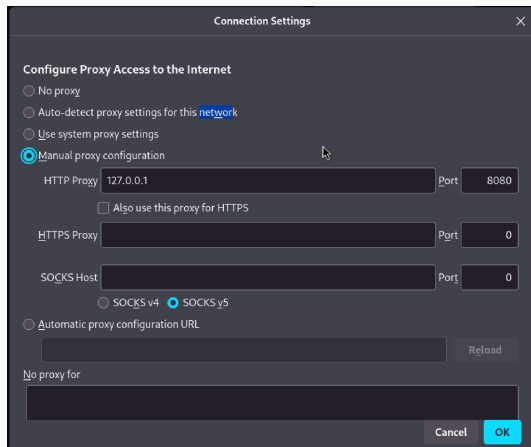 Connection Settings
Configure Proxy Access to the Internet
No proxy
Auto-detect proxy settings for this network
Use system proxy settings
Manual proxy configuration
HTTP Proxy 127.0.0.1 Port 8080
Also use this proxy for HTTPS
HTTPS Proxy Port 0
SOCKS Host Port 0
SOCKS v4 SOCKS v5
Automatic proxy configuration URL
Reload
No proxy for
Cancel OK